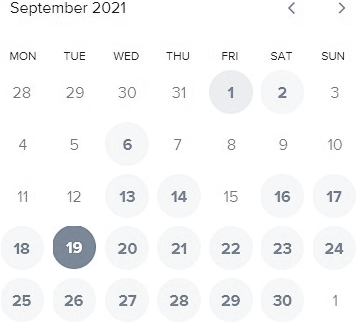 September 2021
MON TUE WED THU FRI SAT SUN
28 29 30 31 1 2 3
4 5 6 7 8 9 10
11 12 13 14 15 16 17
18 19 20 21 22 23 24
25 26 27 28 29 30 1